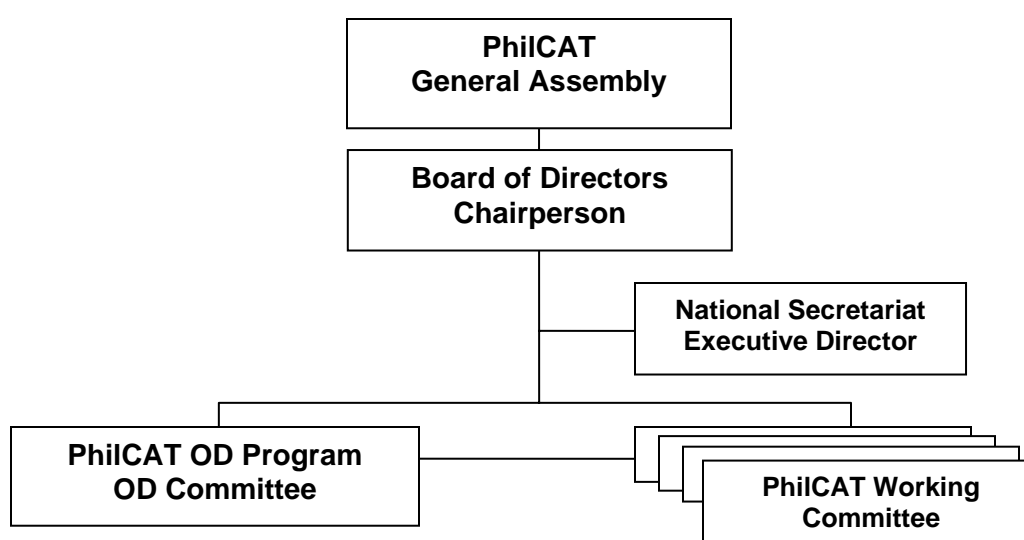 PhilCAT
General Assembly
Board of Directors
Chairperson
National Secretariat
Executive Director
PhilCAT OD Program
OD Committee
PhilCAT Working
Committee